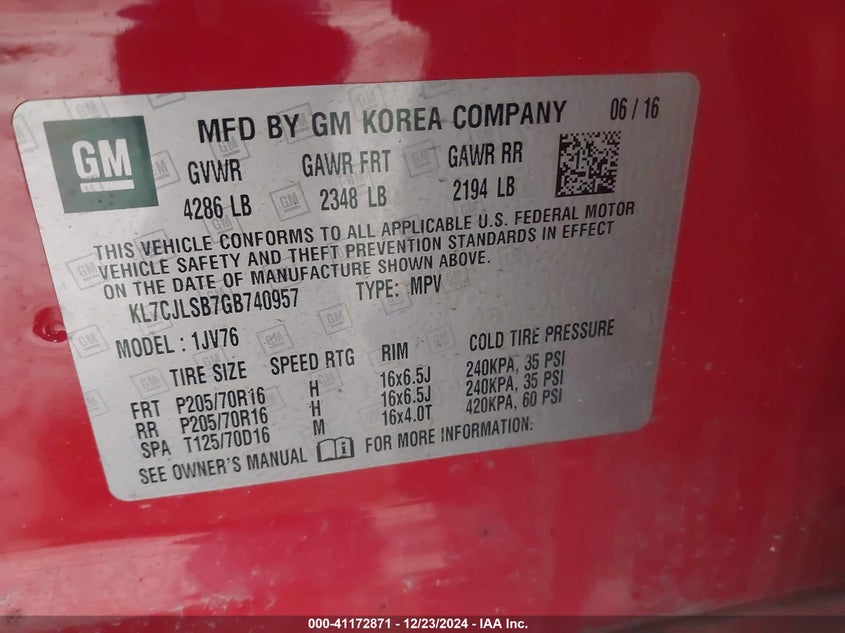 GM
MFD BY GM KOREA COMPANY 06 / 16
GVWR GAWR FRT GAWR RR
4286 LB 2348 LB 2194 LB
THIS VEHICLE CONFORMS TO ALL APPLICABLE U.S. FEDERAL MOTOR
VEHICLE SAFETY AND THEFT PREVENTION STANDARDS IN EFFECT
ON THE DATE OF MANUFACTURE SHOWN ABOVE.
KL7CJLSB7GB740957 TYPE: MPV
MODEL : 1JV76
TIRE SIZE SPEED RTG RIM COLD TIRE PRESSURE
FRT P205/70R16 H 16x6.5J 240KPA, 35 PSI
RR P205/70R16 H 16x6.5J 240KPA, 35 PSI
SPA T125/70D16 M 16x4.0T 420KPA, 60 PSI
SEE OWNER'S MANUAL FOR MORE INFORMATION.
000-41172871 - 12/23/2024 - IAA Inc.